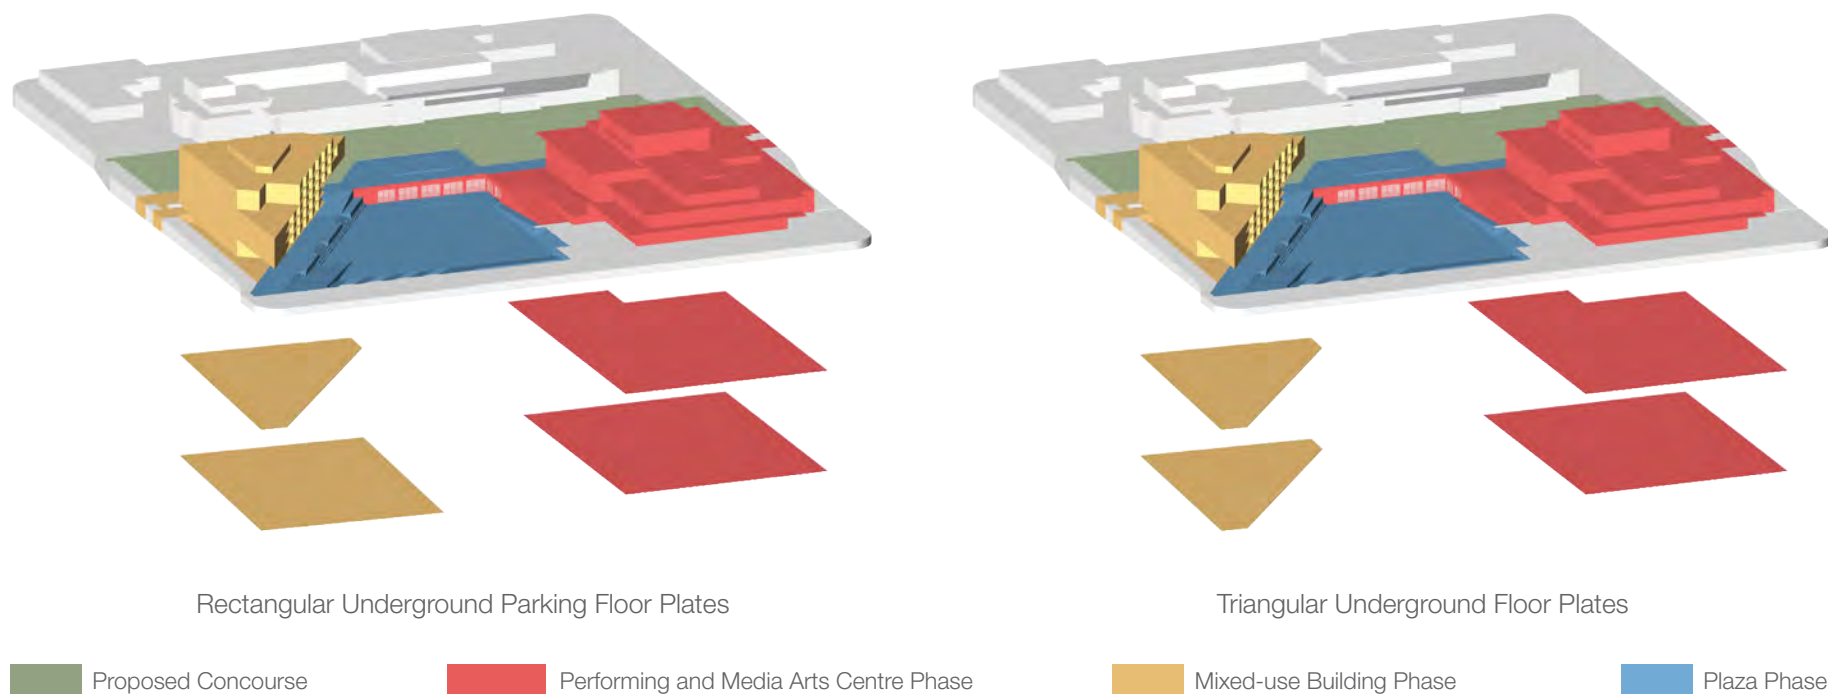 Rectangular Underground Parking Floor Plates
Triangular Underground Floor Plates
Proposed Concourse
Performing and Media Arts Centre Phase
Mixed-use Building Phase
Plaza Phase